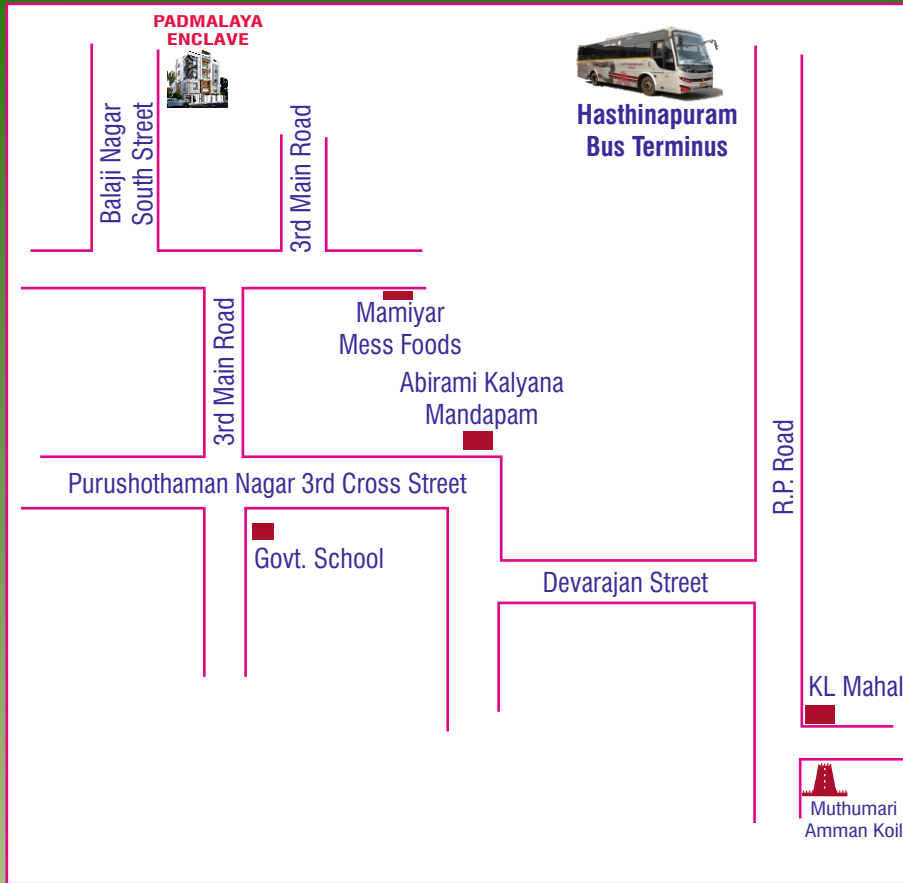 PADMALAYA
ENCLAVE
Hasthinapuram
Bus Terminus
Balaji Nagar
South Street
3rd Main Road
Mamiyar
Mess Foods
3rd Main Road
Abirami Kalyana
Mandapam
Purushothaman Nagar 3rd Cross Street
R.P. Road
Govt. School
Devarajan Street
KL Mahal
Muthumari
Amman Koil